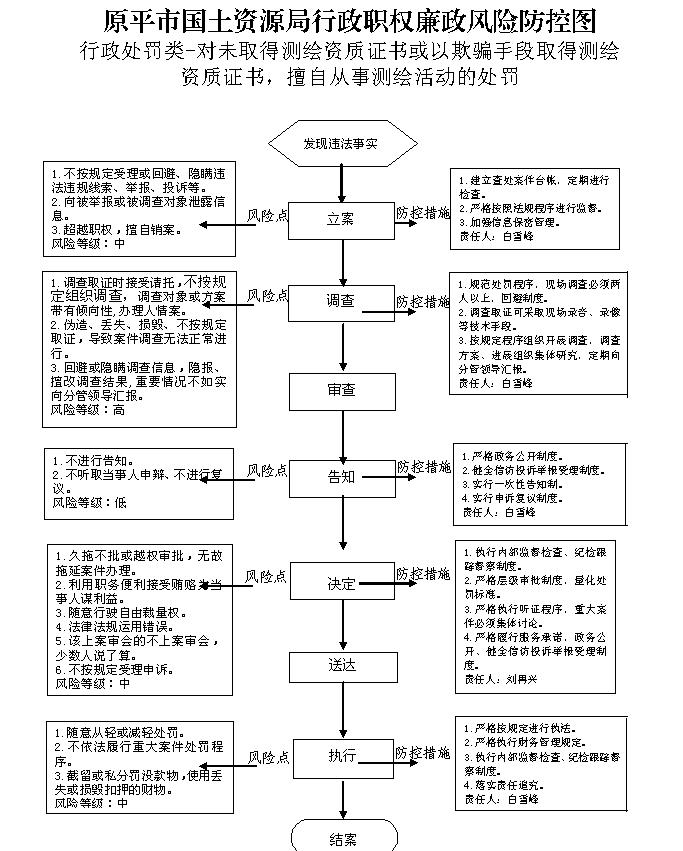 原平市国土资源局行政职权廉政风险防控图
行政处罚类-对未取得测绘资质证书或以欺骗手段取得测绘
资质证书，擅自从事测绘活动的处罚
发现违法事实
1.不按规定受理或回避、隐瞒违
法违规线索、举报、投诉等。
2.向被举报或被调查对象泄露信
息。
3.超越职权，擅自销案。
风险等级：中
风险点
立案
防控措施
1.建立查处案件台帐，定期进行
检查。
2.严格按照法规程序进行监督。
3.加强信息保密管理。
责任人：白雪峰
1.调查取证时接受请托，不按规
定组织调查，调查对象或方案
带有倾向性,办理人情案。
2.伪造、丢失、损毁、不按规定
取证，导致案件调查无法正常进
行。
3.回避或隐瞒调查信息，隐报、
擅改调查结果,重要情况不如实
向分管领导汇报。
风险等级：高
风险点
调查
防控措施
1.规范处罚程序，现场调查必须两
人以上，回避制度。
2.调查取证可采取现场录音、录像
等技术手段。
3.按规定程序组织开展调查，调查
方案、进展组织集体研究，定期向
分管领导汇报。
责任人：白雪峰
审查
1.不进行告知。
2.不听取当事人申辩、不进行复
议。
风险等级：低
风险点
告知
防控措施
1.严格政务公开制度。
2.健全信访投诉举报受理制度。
3.实行一次性告知制。
4.实行申诉复议制度。
责任人：白雪峰
1.久拖不批或越权审批，无故
拖延案件办理。
2.利用职务便利接受贿赂为当
事人谋利益。
3.随意行驶自由裁量权。
4.法律法规运用错误。
5.该上案审会的不上案审会，
少数人说了算。
6.不按规定受理申诉。
风险等级：中
风险点
决定
防控措施
1.执行内部监督检查、纪检跟
踪督察制度。
2.严格层级审批制度，量化处
罚标准。
3.严格执行听证程序，重大案
件必须集体讨论。
4.严格履行服务承诺、政务公
开、健全信访投诉举报受理制
度。
责任人：刘再兴
送达
1.随意从轻或减轻处罚。
2.不依法履行重大案件处罚程
序。
3.截留或私分罚没款物，使用丢
失或损毁扣押的财物。
风险等级：中
风险点
执行
防控措施
1.严格按规定进行执法。
2.严格执行财务管理规定。
3.执行内部监督检查、纪检跟踪督
察制度。
4.落实责任追究。
责任人：白雪峰
结案